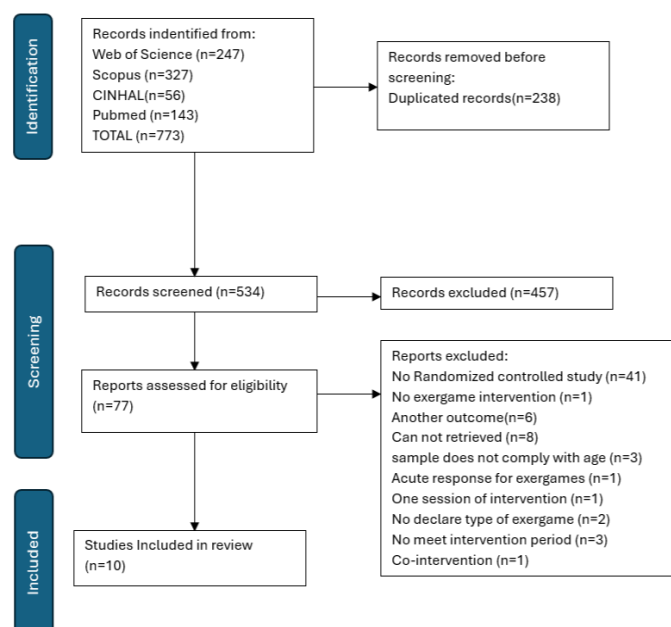 Identification
Records indentified from:
Web of Science (n=247)
Scopus (n=327)
CINHAL(n=56)
Pubmed (n=143)
TOTAL (n=773)
Records removed before
screening:
Duplicated records(n=238)
Screening
Records screened (n=534)
Records excluded (n=457)
Reports assessed for eligibility
(n=77)
Reports excluded:
No Randomized controlled study (n=41)
No exergame intervention (n=1)
Another outcome(n=6)
Can not retrieved (n=8)
sample does not comply with age (n=3)
Acute response for exergames (n=1)
One session of intervention (n=1)
No declare type of exergame (n=2)
No meet intervention period (n=3)
Co-intervention (n=1)
Included
Studies Included in review
(n=10)